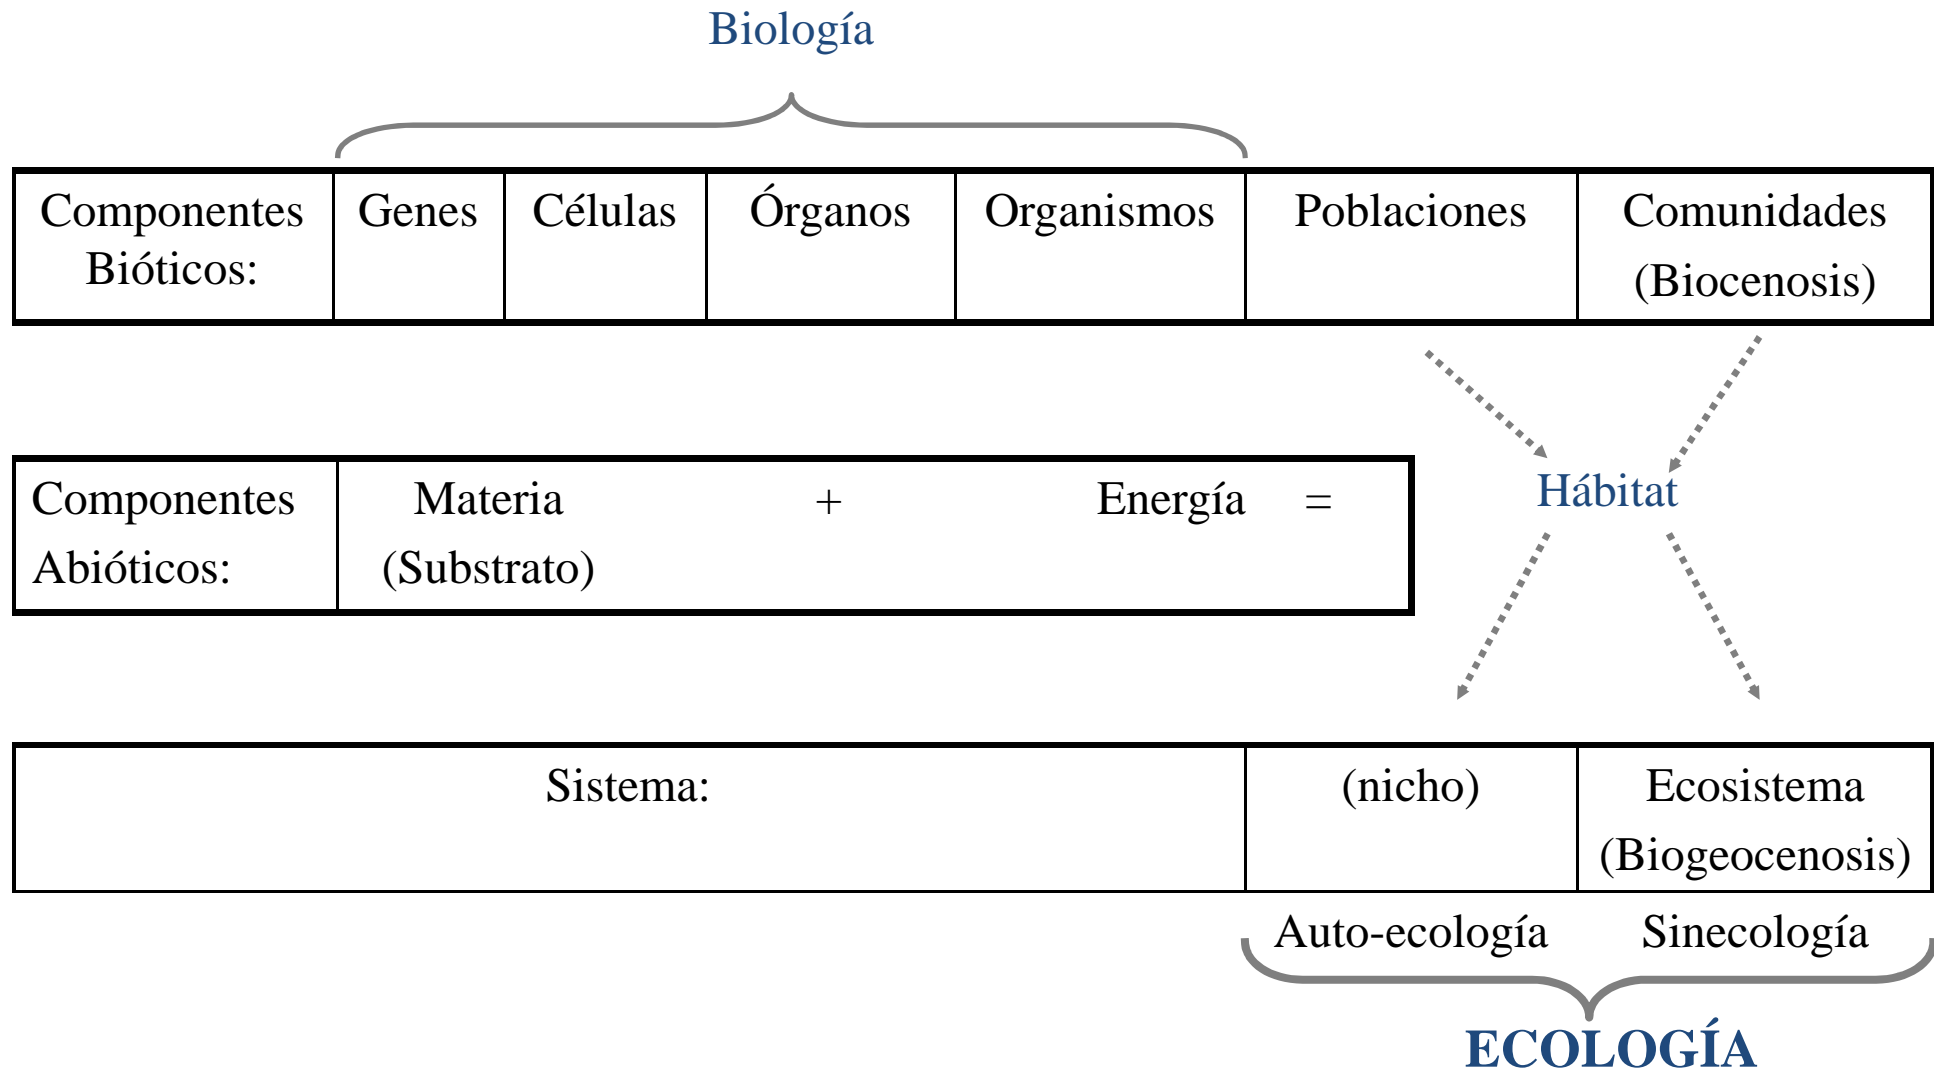 Biología
Componentes Genes Células Órganos Organismos Poblaciones Comunidades
Bióticos: (Biocenosis)
Componentes Materia + Energía = Hábitat
Abióticos: (Substrato)
Sistema: (nicho) Ecosistema
(Biogeocenosis)
Auto-ecología Sinecología
ECOLOGÍA